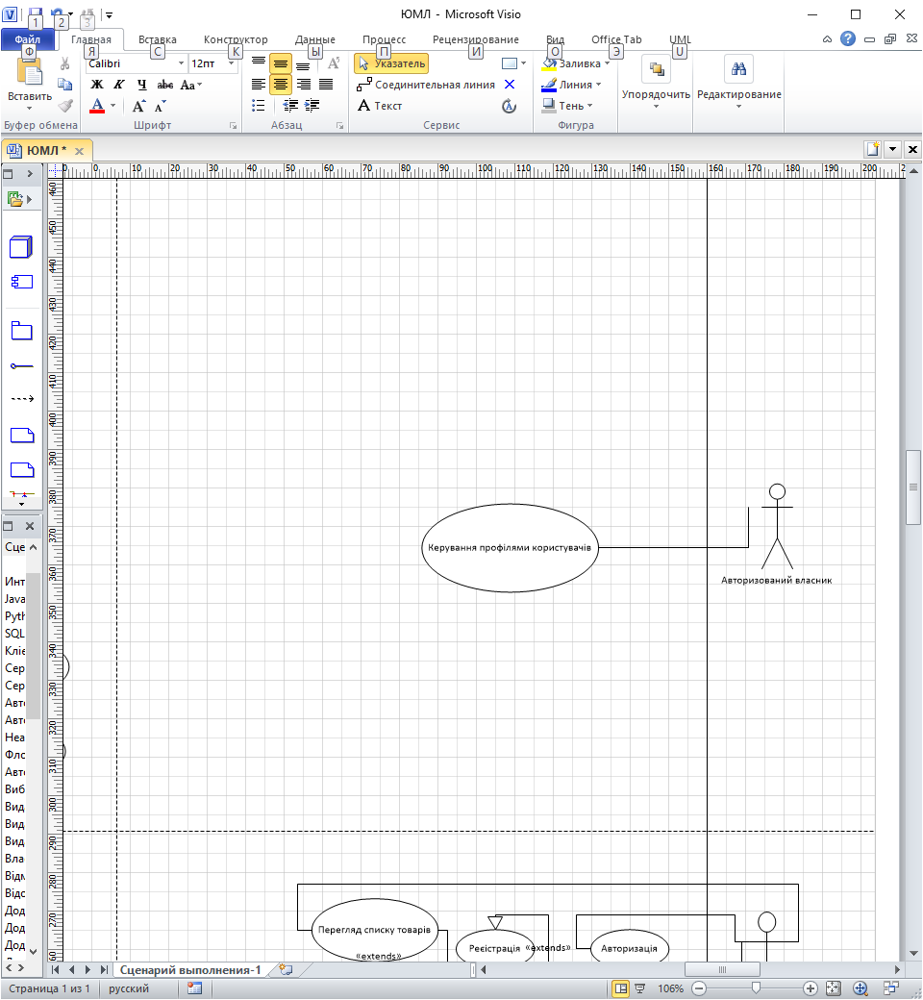 ЮМЛ - Microsoft Visio
1 2 3
Файл Главная Вставка Конструктор Данные Процесс Рецензирование Вид Office Tab UML
Ф Я С К Ы П И О Э U
Вставить
Буфер обмена
Calibri 12пт
Ж К Ч abc Aa
А А А
Шрифт
Абзац
Указатель
Соединительная линия
А Текст
Сервис
Заливка
Линия
Тень
Фигура
Упорядочить
Редактирование
ЮМЛ *
0 0 10 20 30 40 50 60 70 80 90 100 110 120 130 140 150 160 170 180 190 200 2
460
450
440
430
420
410
400
390
380
370
360
350
340
330
320
310
300
290
280
270
60
Сце
Инт
Java
Pyth
SQL
Кліє
Сер
Сер
Авто
Авто
Неа
Фло
Авто
Виб
Вид
Вид
Вид
Вла
Відм
Відс
Дод
Дод
Дод
Керування профілями користувачів
Авторизований власник
Перегляд списку товарів
«extends»
Реєістрація
«extends»
Авторизація
Сценарий выполнения-1
Страница 1 из 1 русский 106%